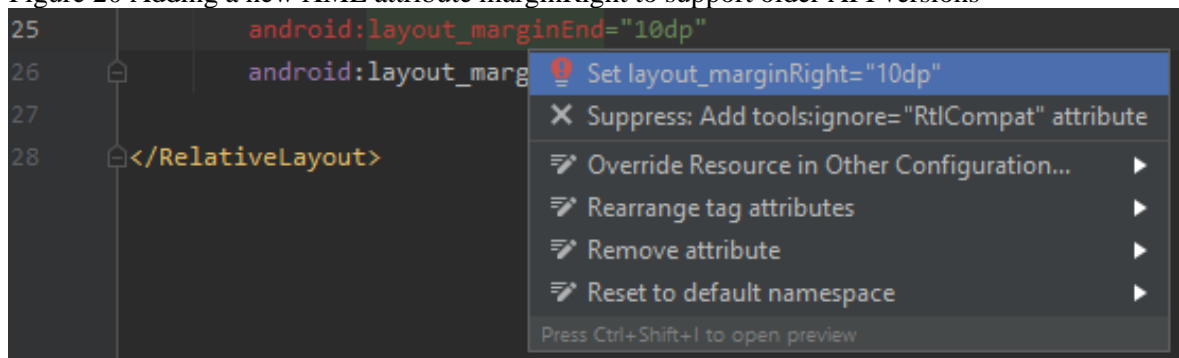 Figure 20 Adding a new XML attribute marginRight to support older API versions
25 android:layout_marginEnd="10dp"
26 android:layout_marg
Set layout_marginRight="10dp"
Suppress: Add tools:ignore="RtlCompat" attribute
27
28 </RelativeLayout>
Override Resource in Other Configuration...
Rearrange tag attributes
Remove attribute
Reset to default namespace
Press Ctrl+Shift+I to open preview